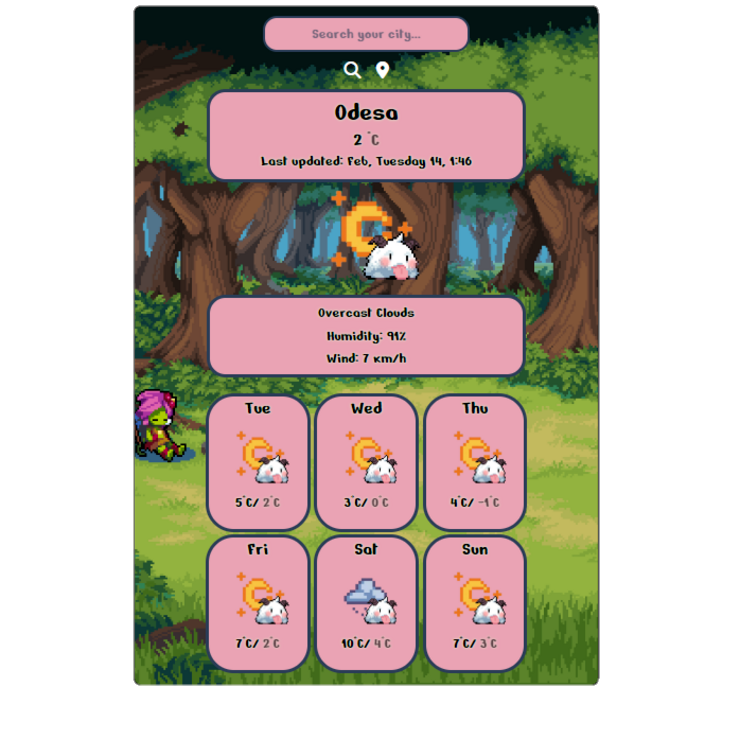 Search your city...
Odesa
2 °C
Last updated: Feb, Tuesday 14, 1:46
Overcast Clouds
Humidity: 91%
Wind: 7 km/h
Tue Wed Thu
5°C/ 2°C 3°C/ 0°C 4°C/ -1°C
Fri Sat Sun
7°C/ 2°C 10°C/ 4°C 7°C/ 3°C